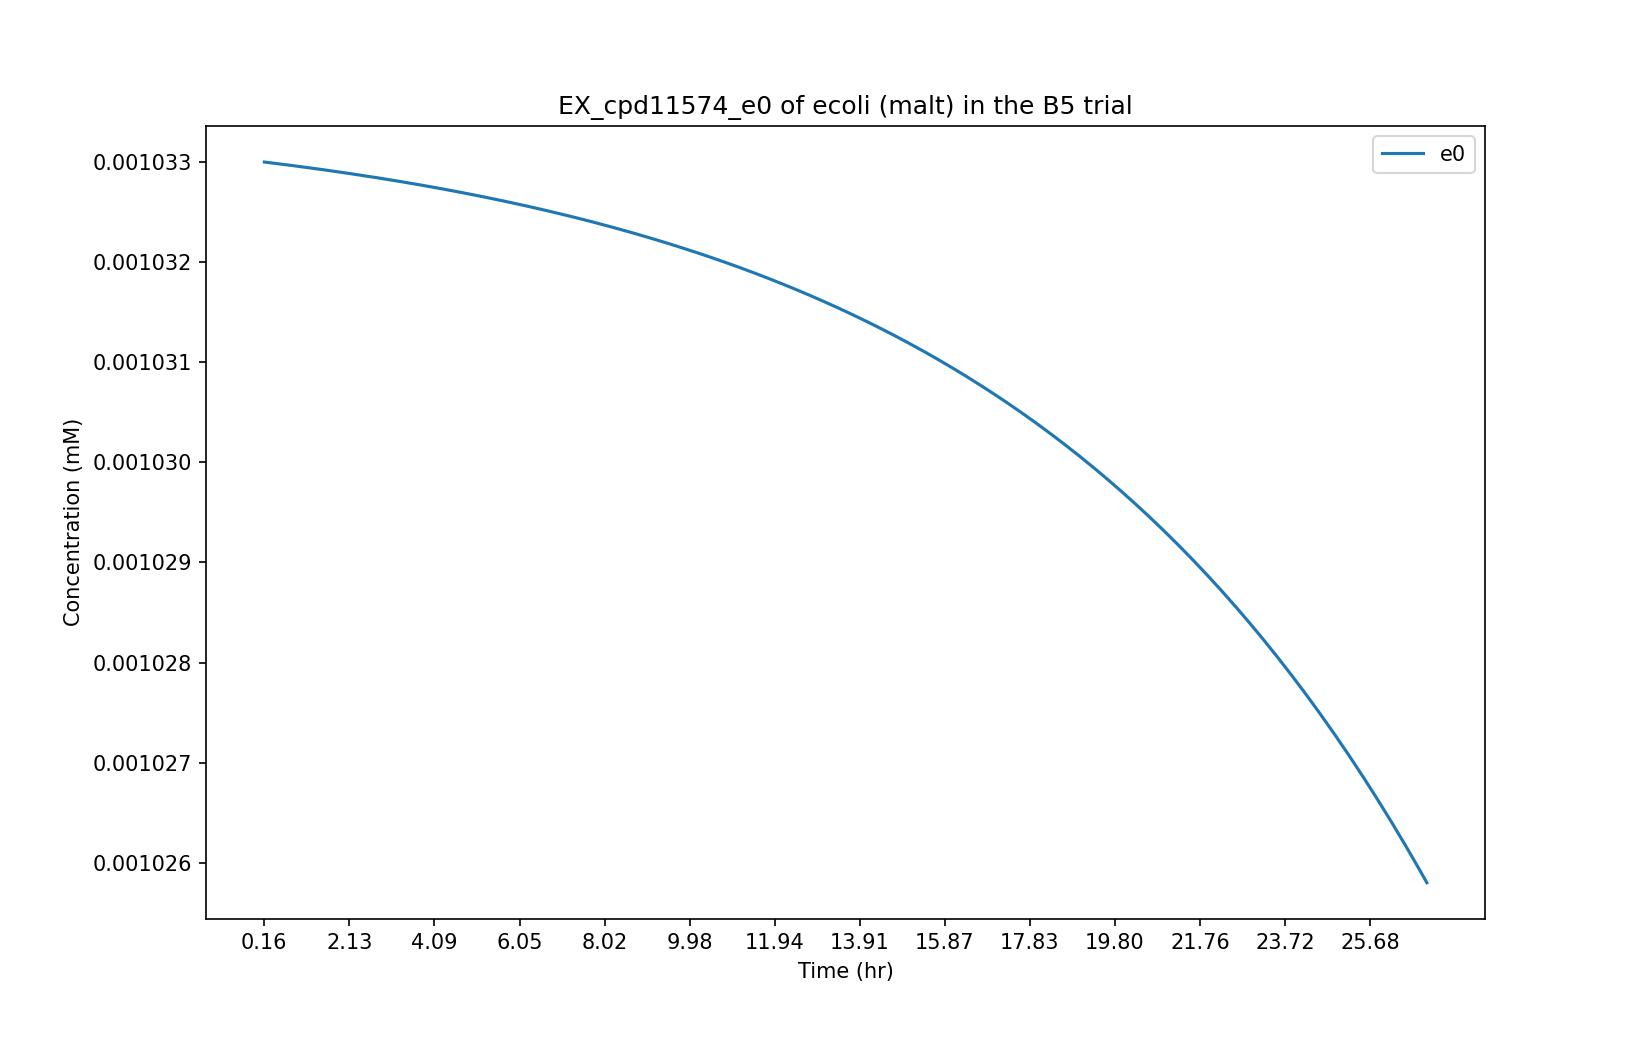 EX_cpd11574_e0 of ecoli (malt) in the B5 trial
e0
0.001033
0.001032
0.001031
0.001030
0.001029
0.001028
0.001027
0.001026
Concentration (mM)
0.16 2.13 4.09 6.05 8.02 9.98 11.94 13.91 15.87 17.83 19.80 21.76 23.72 25.68
Time (hr)